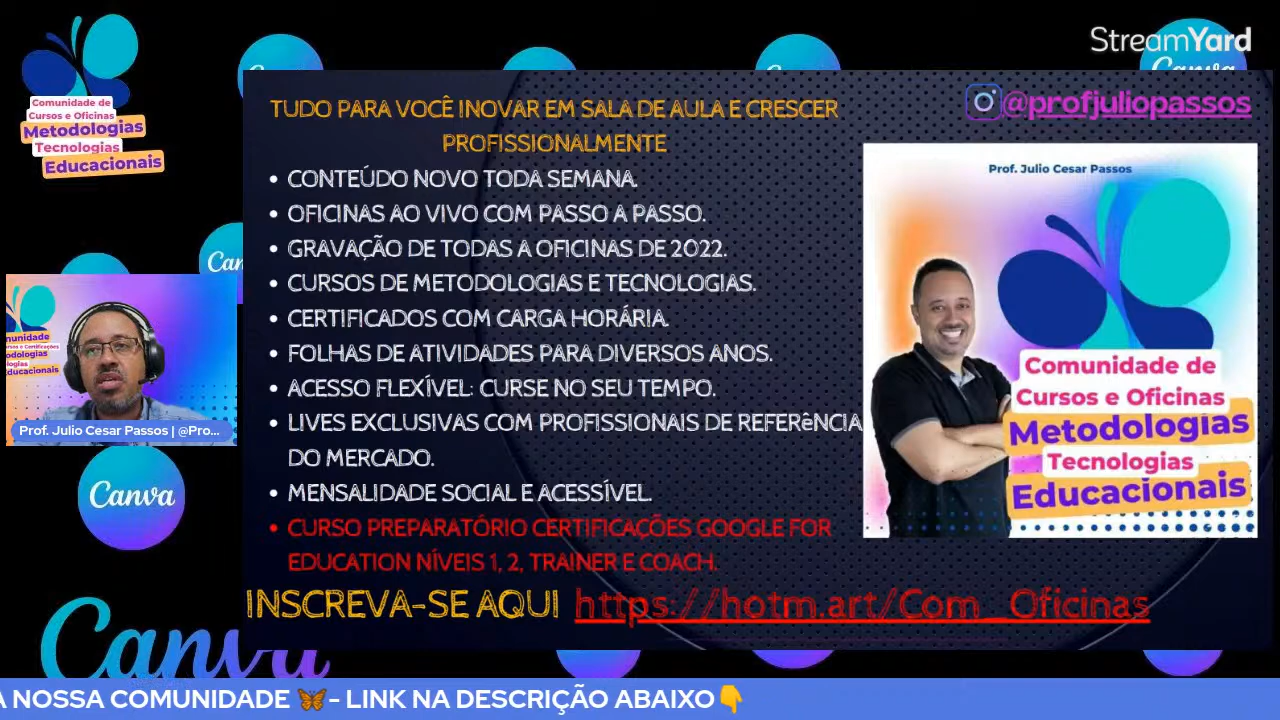 StreamYard
Comunidade de
Cursos e Oficinas
Metodologias
Tecnologias
Educacionais
@profjuliopassos
TUDO PARA VOCÊ INOVAR EM SALA DE AULA E CRESCER
PROFISSIONALMENTE
• CONTEÚDO NOVO TODA SEMANA.
• OFICINAS AO VIVO COM PASSO A PASSO.
• GRAVAÇÃO DE TODAS A OFICINAS DE 2022.
• CURSOS DE METODOLOGIAS E TECNOLOGIAS.
• CERTIFICADOS COM CARGA HORÁRIA.
• FOLHAS DE ATIVIDADES PARA DIVERSOS ANOS.
• ACESSO FLEXÍVEL: CURSE NO SEU TEMPO.
• LIVES EXCLUSIVAS COM PROFISSIONAIS DE REFERêNCIA
DO MERCADO.
• MENSALIDADE SOCIAL E ACESSÍVEL.
• CURSO PREPARATÓRIO CERTIFICAÇÕES GOOGLE FOR
EDUCATION NÍVEIS 1, 2, TRAINER E COACH.
INSCREVA-SE AQUI https://hotm.art/Com_Oficinas
Prof. Julio Cesar Passos
Comunidade de
Cursos e Oficinas
Metodologias
Tecnologias
Educacionais
Prof. Julio Cesar Passos | @Pro...
Canva
Canva
A NOSSA COMUNIDADE 🦋- LINK NA DESCRIÇÃO ABAIXO👇